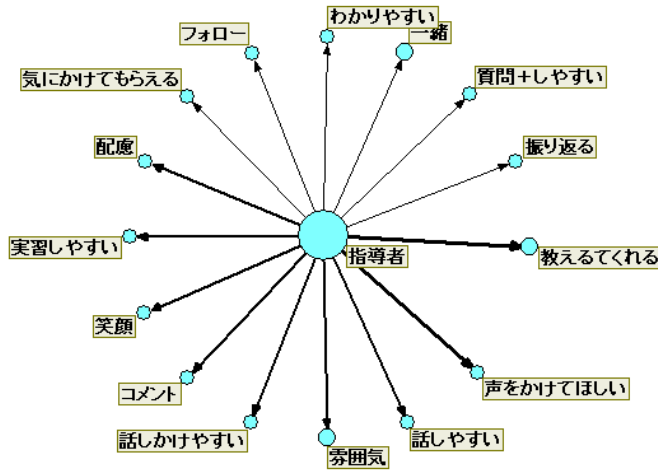 わかりやすい
フォロー
一緒
気にかけてもらえる
質問+しやすい
配慮
振り返る
実習しやすい
指導者
教えるてくれる
笑顔
コメント
声をかけてほしい
話しかけやすい
雰囲気
話しやすい